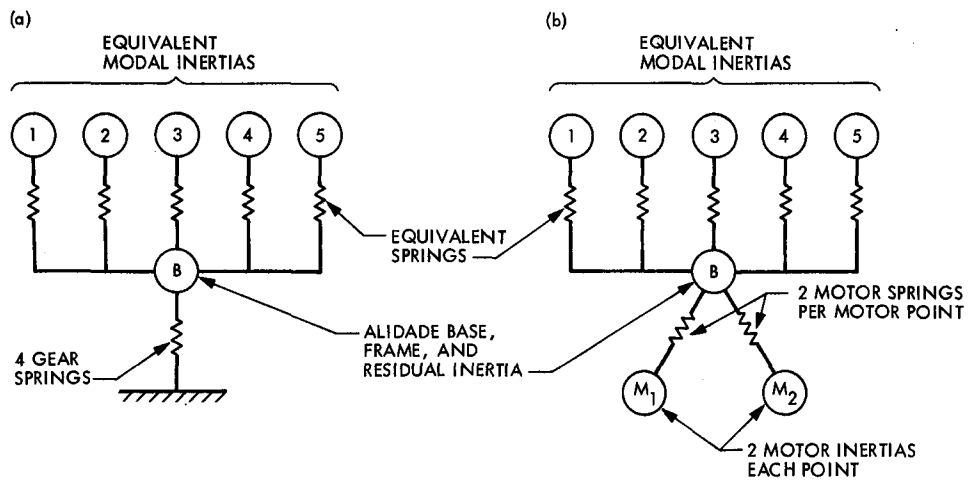 (a)
EQUIVALENT
MODAL INERTIAS
1 2 3 4 5
B
4 GEAR
SPRINGS
EQUIVALENT
SPRINGS
ALIDADE BASE,
FRAME, AND
RESIDUAL INERTIA
(b)
EQUIVALENT
MODAL INERTIAS
1 2 3 4 5
B
2 MOTOR SPRINGS
PER MOTOR POINT
M1 M2
2 MOTOR INERTIAS
EACH POINT